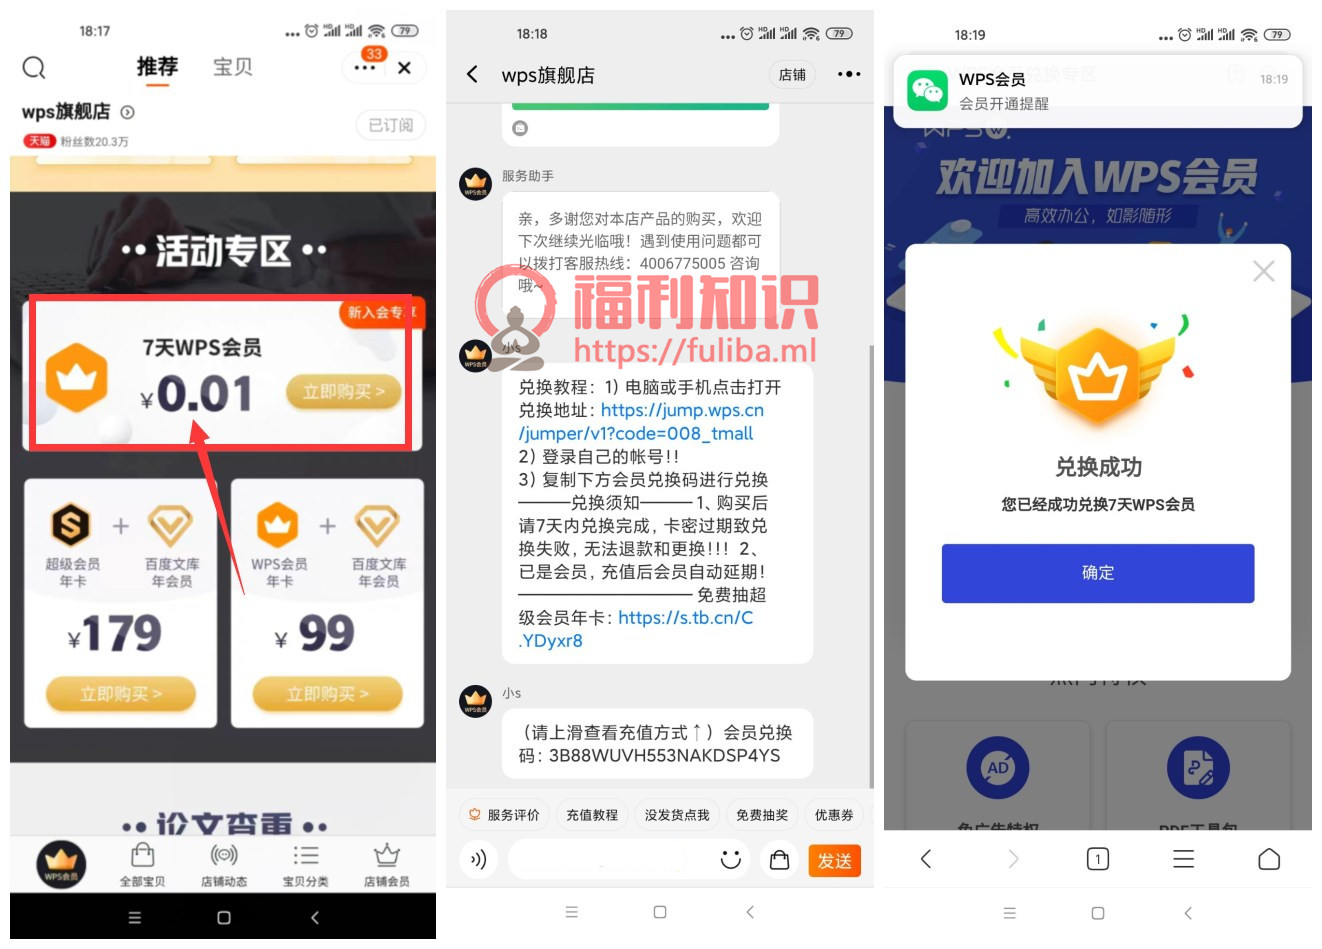 18:17
79
推荐
宝贝
33
wps旗舰店
天猫 粉丝数20.3万
已订阅
活动专区
新入会专享
7天WPS会员
¥0.01
立即购买 >
超级会员
年卡
+
百度文库
年会员
¥179
立即购买 >
WPS会员
年卡
+
百度文库
年会员
¥99
立即购买 >
论文查重
WPS会员
全部宝贝
店铺动态
宝贝分类
店铺会员
18:18
79
wps旗舰店
店铺
服务助手
亲，多谢您对本店产品的购买，欢迎
下次继续光临哦！遇到使用问题都可
以拨打客服热线：4006775005 咨询
哦~
福利知识
https://fuliba.ml
小s
兑换教程：1) 电脑或手机点击打开
兑换地址：https://jump.wps.cn
/jumper/v1?code=008_tmall
2) 登录自己的帐号!!
3) 复制下方会员兑换码进行兑换
———兑换须知——— 1、购买后
请7天内兑换完成, 卡密过期致兑
换失败, 无法退款和更换!!! 2、
已是会员, 充值后会员自动延期!
—————————— 免费抽超
级会员年卡：https://s.tb.cn/C
.YDyxr8
小s
（请上滑查看充值方式↑）会员兑换
码：3B88WUVH553NAKDSP4YS
服务评价
充值教程
没发货点我
免费抽奖
优惠券
发送
18:19
79
WPS会员
18:19
会员开通提醒
欢迎加入WPS会员
高效办公，如影随形
兑换成功
您已经成功兑换7天WPS会员
确定
AD
免广告特权
PDF工具包
1